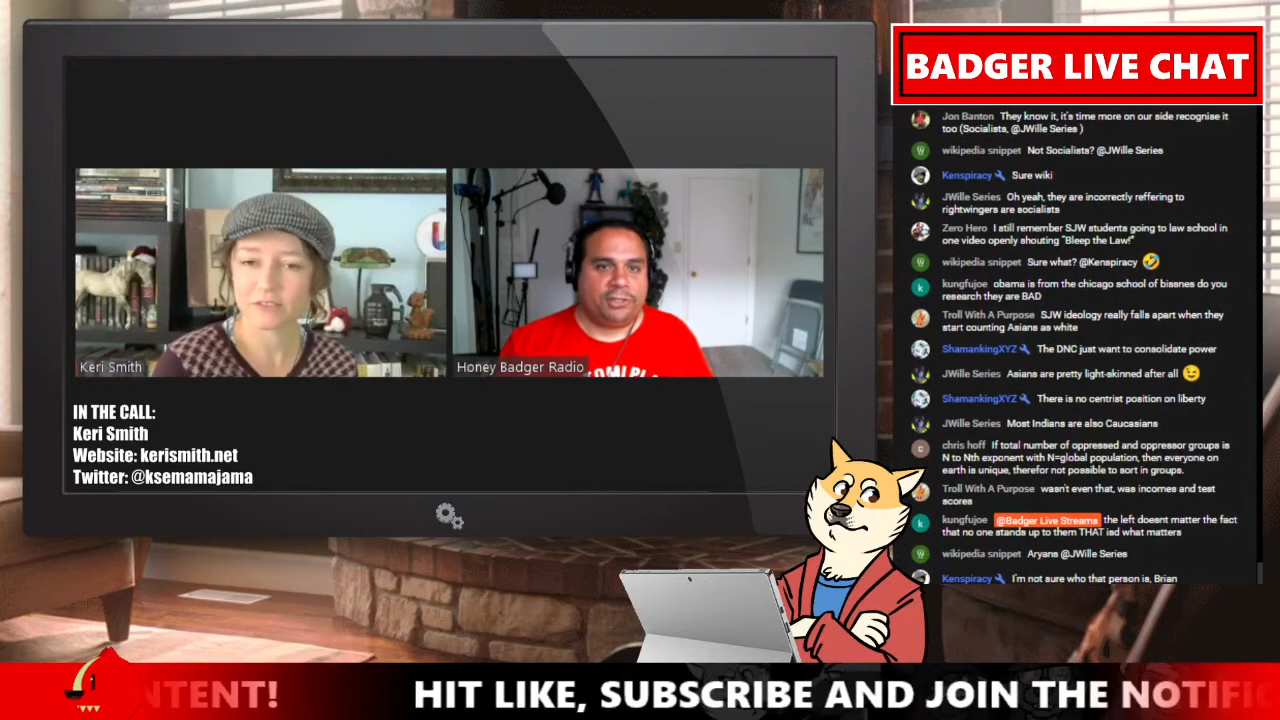 BADGER LIVE CHAT
Jon Banton They know it, it's time more on our side recognise it
too (Socialists, @JWille Series )
wikipedia snippet Not Socialists? @JWille Series
Kenspiracy Sure wiki
JWille Series Oh yeah, they are incorrectly reffering to
rightwingers are socialists
Zero Hero I still remember SJW students going to law school in
one video openly shouting "Bleep the Law!"
wikipedia snippet Sure what? @Kenspiracy 🤣
kungfujoe obama is from the chicago school of bissnes do you
research they are BAD
Troll With A Purpose SJW ideology really falls apart when they
start counting Asians as white
ShamankingXYZ The DNC just want to consolidate power
JWille Series Asians are pretty light-skinned after all 😉
ShamankingXYZ There is no centrist position on liberty
JWille Series Most Indians are also Caucasians
chris hoff If total number of oppressed and oppressor groups is
N to Nth exponent with N=global population, then everyone on
earth is unique, therefor not possible to sort in groups.
Troll With A Purpose wasn't even that, was incomes and test
scores
kungfujoe @Badger Live Streams the left doesnt matter the fact
that no one stands up to them THAT isd what matters
wikipedia snippet Aryans @JWille Series
Kenspiracy I'm not sure who that person is, Brian
Keri Smith
Honey Badger Radio
IN THE CALL:
Keri Smith
Website: kerismith.net
Twitter: @ksemamajama
NTENT! HIT LIKE, SUBSCRIBE AND JOIN THE NOTIFIC